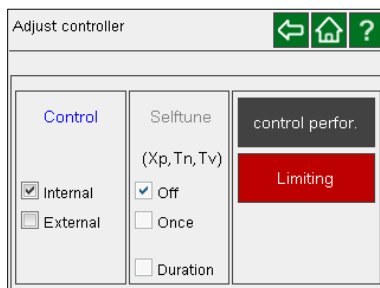 Adjust controller
?
Control
Internal
External
Selftune
(Xp,Tn,Tv)
Off
Once
Duration
control perfor.
Limiting